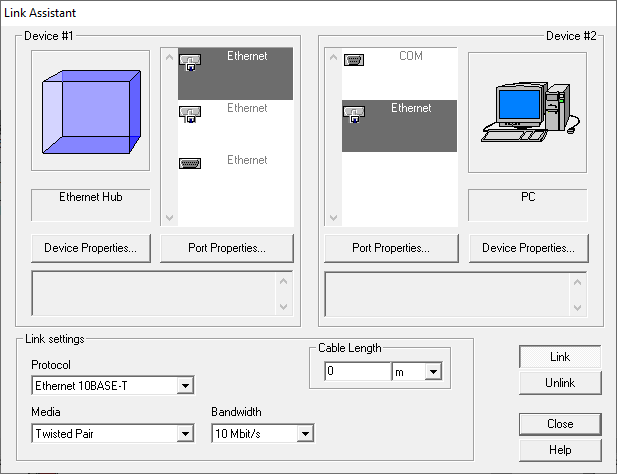 Link Assistant
Device #1
Ethernet
Ethernet
Ethernet
Ethernet Hub
Device Properties...
Port Properties...
Device #2
COM
Ethernet
PC
Port Properties...
Device Properties...
Link settings
Protocol
Ethernet 10BASE-T
Cable Length
0
m
Media
Twisted Pair
Bandwidth
10 Mbit/s
Link
Unlink
Close
Help